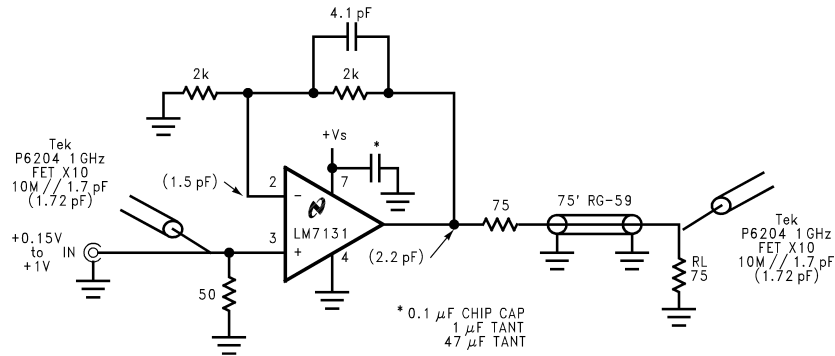 4.1 pF
2k
2k
+Vs
*
Tek
P6204 1 GHz
FET X10
10M // 1.7 pF
(1.72 pF)
(1.5 pF)
2
7
75
75' RG-59
Tek
P6204 1 GHz
FET X10
10M // 1.7 pF
(1.72 pF)
-
LM7131
+0.15V
to
+1V
IN
3
+
4
(2.2 pF)
50
RL
75
* 0.1 µF CHIP CAP
1 µF TANT
47 µF TANT